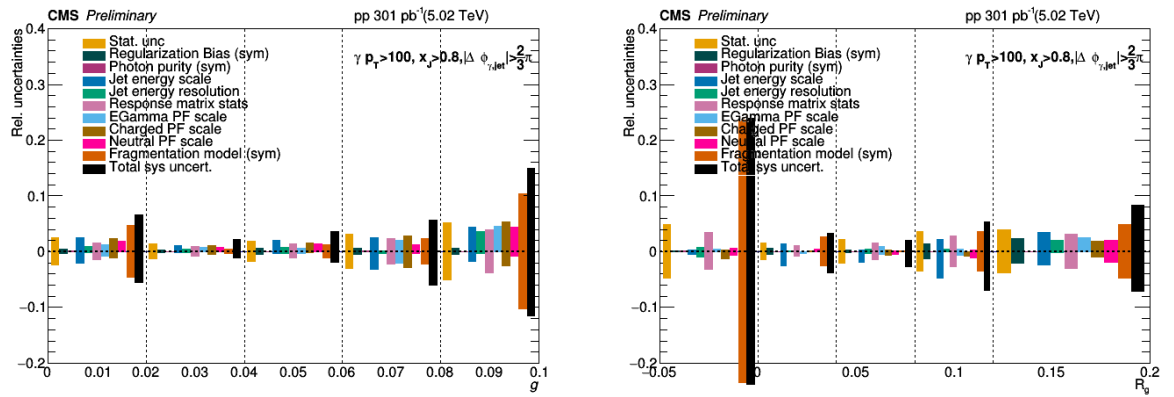 CMS Preliminary
pp 301 pb⁻¹(5.02 TeV)
Rel. uncertainties
0.4
0.3
0.2
0.1
0
−0.1
−0.2
Stat. unc
Regularization Bias (sym)
Photon purity (sym)
Jet energy scale
Jet energy resolution
Response matrix stats
EGamma PF scale
Charged PF scale
Neutral PF scale
Fragmentation model (sym)
Total sys uncert.
γ p_T>100, x_J>0.8,|Δ ϕ_γ,jet|>2/3π
0 0.01 0.02 0.03 0.04 0.05 0.06 0.07 0.08 0.09 0.1
g
CMS Preliminary
pp 301 pb⁻¹(5.02 TeV)
Rel. uncertainties
0.4
0.3
0.2
0.1
0
−0.1
−0.2
Stat. unc
Regularization Bias (sym)
Photon purity (sym)
Jet energy scale
Jet energy resolution
Response matrix stats
EGamma PF scale
Charged PF scale
Neutral PF scale
Fragmentation model (sym)
Total sys uncert.
γ p_T>100, x_J>0.8,|Δ ϕ_γ,jet|>2/3π
−0.05 0 0.05 0.1 0.15 0.2
R_g